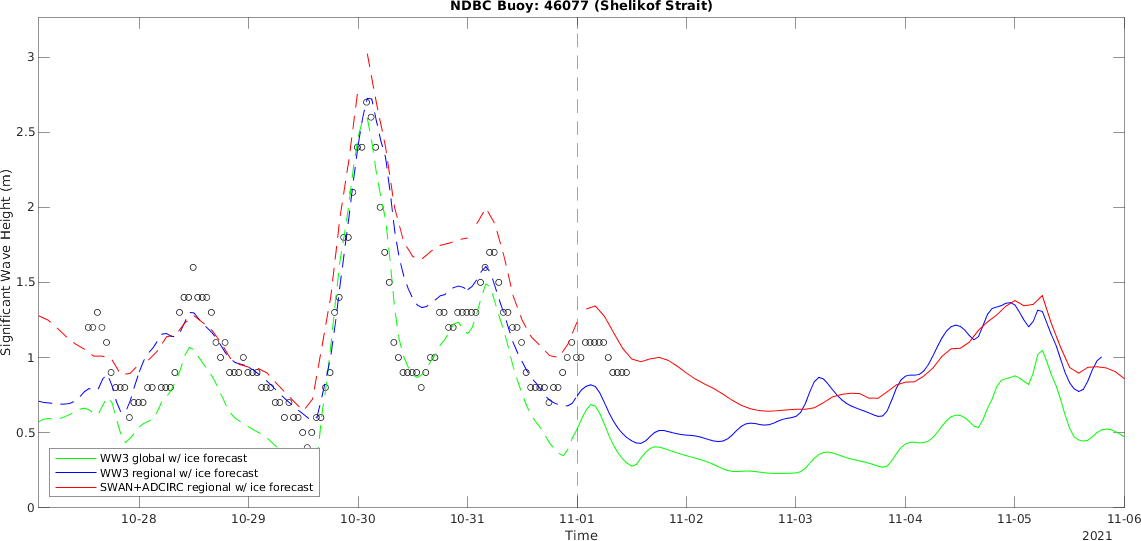 NDBC Buoy: 46077 (Shelikof Strait)
Significant Wave Height (m)
3
2.5
2
1.5
1
0.5
0
WW3 global w/ ice forecast
WW3 regional w/ ice forecast
SWAN+ADCIRC regional w/ ice forecast
10-28 10-29 10-30 10-31 11-01 11-02 11-03 11-04 11-05 11-06
Time
2021